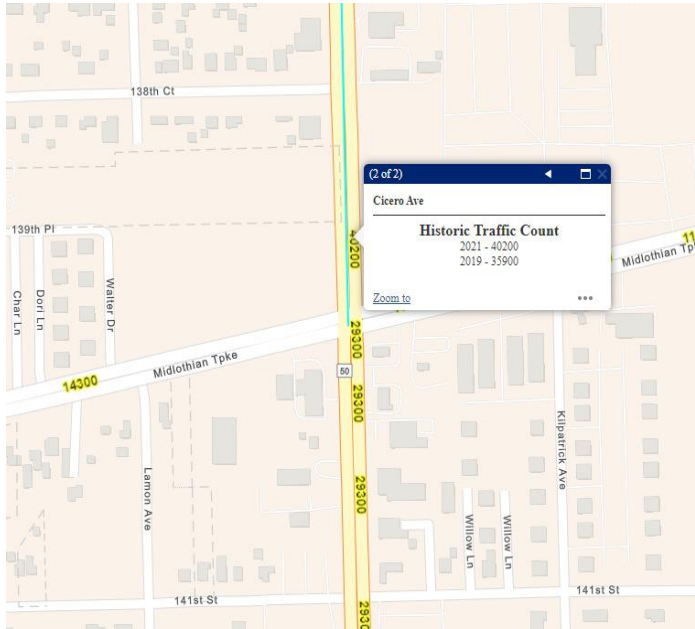 138th Ct
(2 of 2)
Cicero Ave
Historic Traffic Count
2021 - 40200
2019 - 35900
Zoom to
40200
139th Pl
Midlothian Tp
Char Ln
Dori Ln
Walter Dr
29300
Midlothian Tpke
50
14300
29300
Kilpatrick Ave
Lamon Ave
29300
Willow Ln
Willow Ln
141st St
141st St